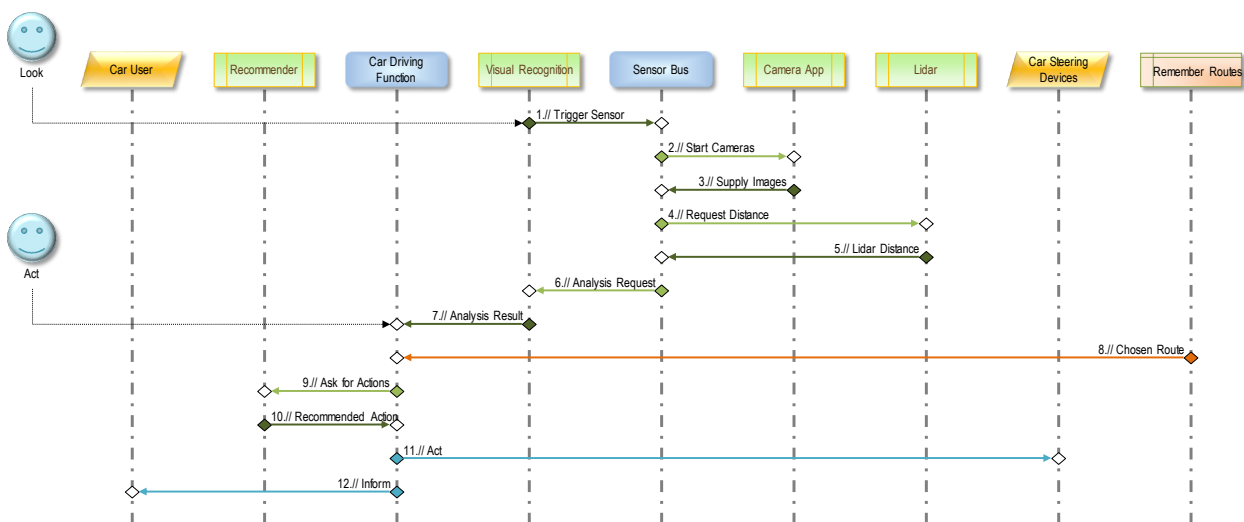 Look
Car User
Recommender
Car Driving
Function
Visual Recognition
Sensor Bus
Camera App
Lidar
Car Steering
Devices
Remember Routes
1.// Trigger Sensor
2.// Start Cameras
3.// Supply Images
4.// Request Distance
Act
5.// Lidar Distance
6.// Analysis Request
7.// Analysis Result
8.// Chosen Route
9.// Ask for Actions
10.// Recommended Action
11.// Act
12.// Inform